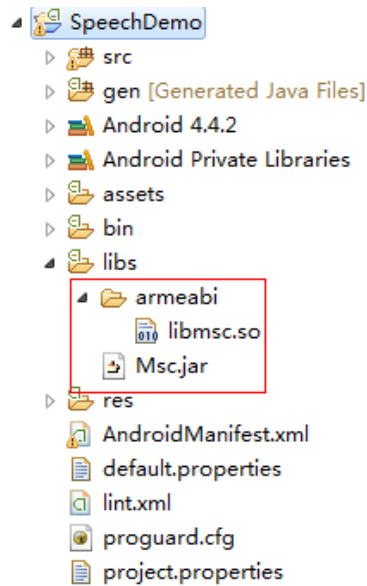 SpeechDemo
src
gen [Generated Java Files]
Android 4.4.2
Android Private Libraries
assets
bin
libs
armeabi
010
libmsc.so
Msc.jar
res
AndroidManifest.xml
default.properties
lint.xml
proguard.cfg
project.properties